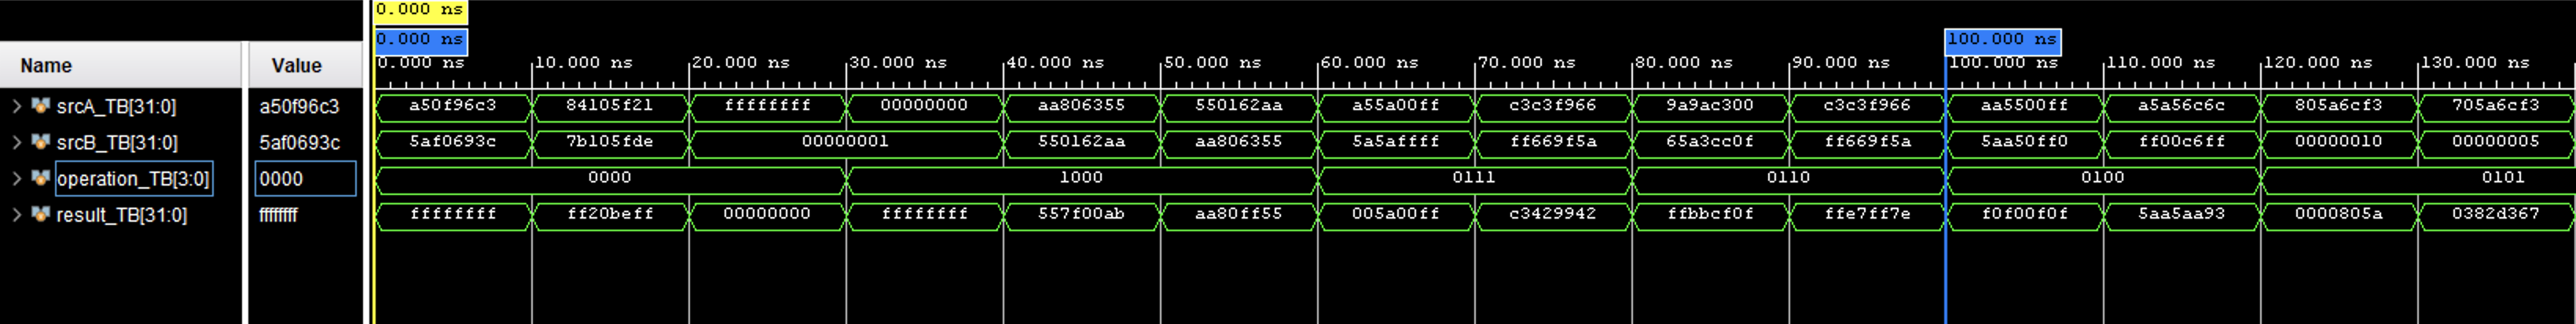 0.000 ns
0.000 ns 100.000 ns
Name Value 0.000 ns 10.000 ns 20.000 ns 30.000 ns 40.000 ns 50.000 ns 60.000 ns 70.000 ns 80.000 ns 90.000 ns 100.000 ns 110.000 ns 120.000 ns 130.000 ns
srcA_TB[31:0] a50f96c3 a50f96c3 84105f21 ffffffff 00000000 aa806355 550162aa a55a00ff c3c3f966 9a9ac300 c3c3f966 aa5500ff a5a56c6c 805a6cf3 705a6cf3
srcB_TB[31:0] 5af0693c 5af0693c 7b105fde 00000001 550162aa aa806355 5a5affff ff669f5a 65a3cc0f ff669f5a 5aa50ff0 ff00c6ff 00000010 00000005
operation_TB[3:0] 0000 0000 1000 0111 0110 0100 0101
result_TB[31:0] ffffffff ffffffff ff20beff 00000000 ffffffff 557f00ab aa80ff55 005a00ff c3429942 ffbbcf0f ffe7ff7e f0f00f0f 5aa5aa93 0000805a 0382d367